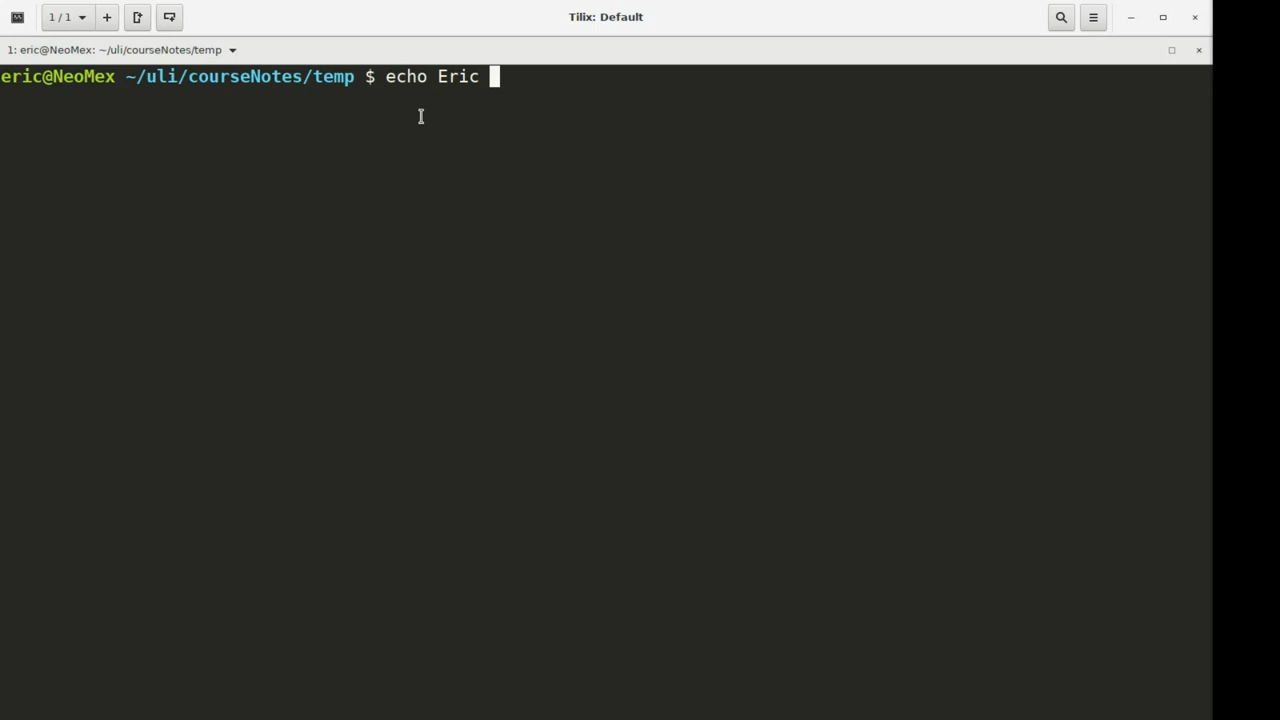 1 / 1
Tilix: Default
1: eric@NeoMex: ~/uli/courseNotes/temp
eric@NeoMex ~/uli/courseNotes/temp $ echo Eric